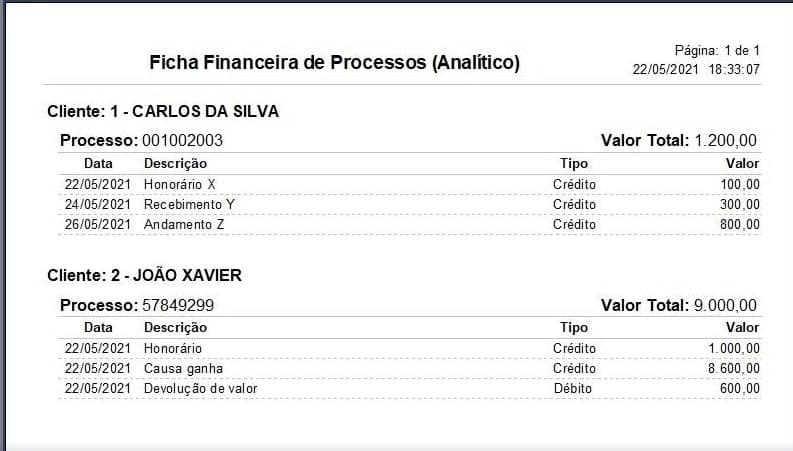 Página: 1 de 1
Ficha Financeira de Processos (Analítico)
22/05/2021 18:33:07
Cliente: 1 - CARLOS DA SILVA
Processo: 001002003 Valor Total: 1.200,00
Data Descrição Tipo Valor
22/05/2021 Honorário X Crédito 100,00
24/05/2021 Recebimento Y Crédito 300,00
26/05/2021 Andamento Z Crédito 800,00
Cliente: 2 - JOÃO XAVIER
Processo: 57849299 Valor Total: 9.000,00
Data Descrição Tipo Valor
22/05/2021 Honorário Crédito 1.000,00
22/05/2021 Causa ganha Crédito 8.600,00
22/05/2021 Devolução de valor Débito 600,00